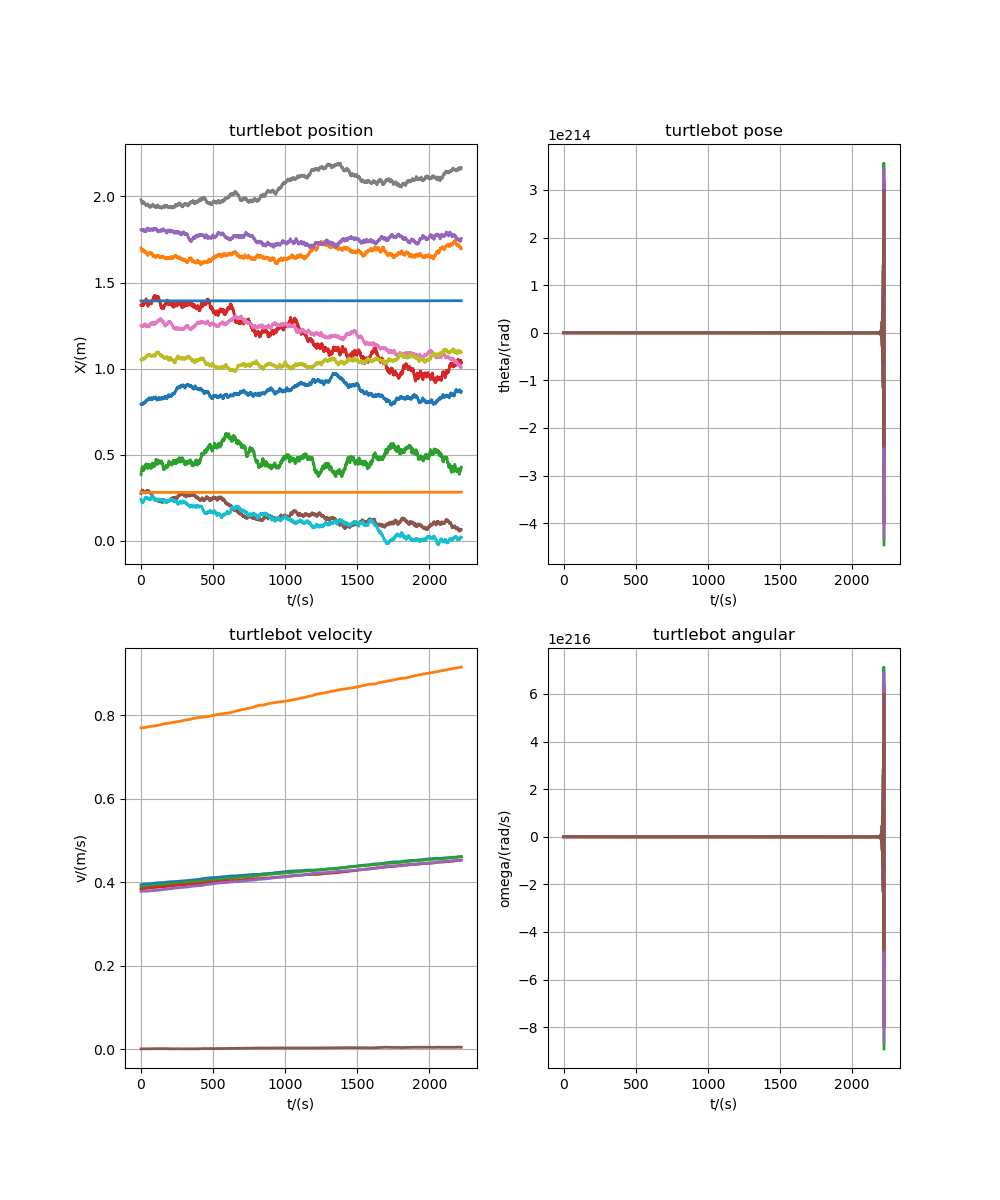 turtlebot position
2.0
1.5
1.0
0.5
0.0
X/(m)
0 500 1000 1500 2000
t/(s)
1e214
turtlebot pose
3
2
1
0
−1
−2
−3
−4
theta/(rad)
0 500 1000 1500 2000
t/(s)
turtlebot velocity
0.8
0.6
0.4
0.2
0.0
v/(m/s)
0 500 1000 1500 2000
t/(s)
1e216
turtlebot angular
6
4
2
0
−2
−4
−6
−8
omega/(rad/s)
0 500 1000 1500 2000
t/(s)